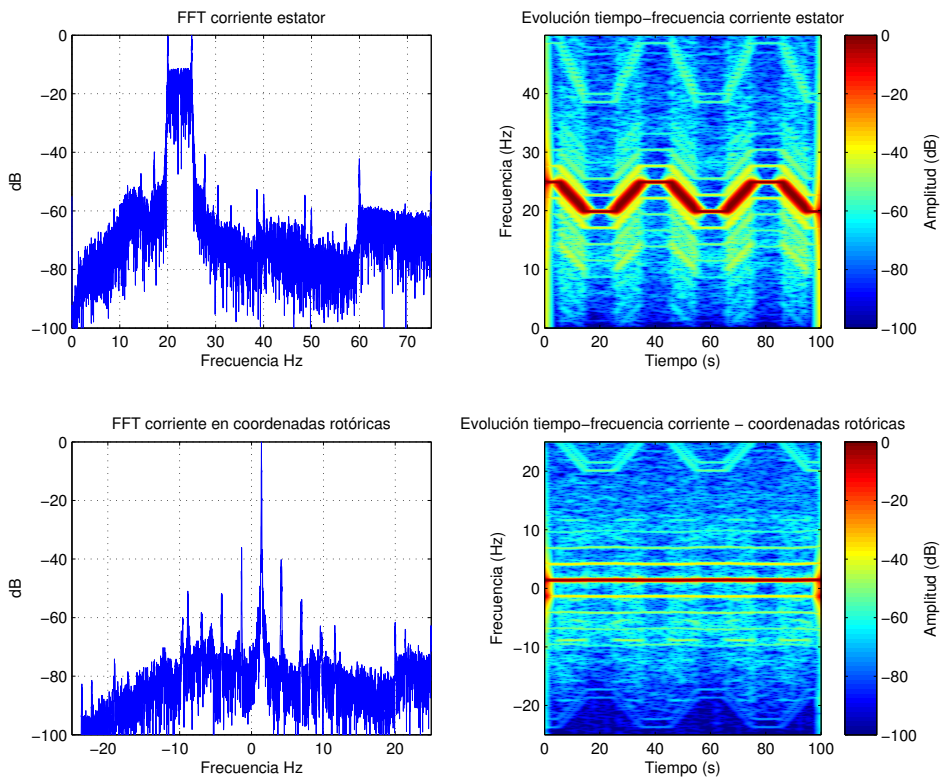 FFT corriente estator
0
−20
−40
−60
−80
−100
dB
0 10 20 30 40 50 60 70
Frecuencia Hz
Evolución tiempo−frecuencia corriente estator
40
30
20
10
0
Frecuencia (Hz)
0 20 40 60 80 100
Tiempo (s)
0
−20
−40
−60
−80
−100
Amplitud (dB)
FFT corriente en coordenadas rotóricas
0
−20
−40
−60
−80
−100
dB
−20 −10 0 10 20
Frecuencia Hz
Evolución tiempo−frecuencia corriente − coordenadas rotóricas
25
20
15
10
5
0
−10
−20
Frecuencia (Hz)
0 20 40 60 80 100
Tiempo (s)
0
−20
−40
−60
−80
−100
Amplitud (dB)